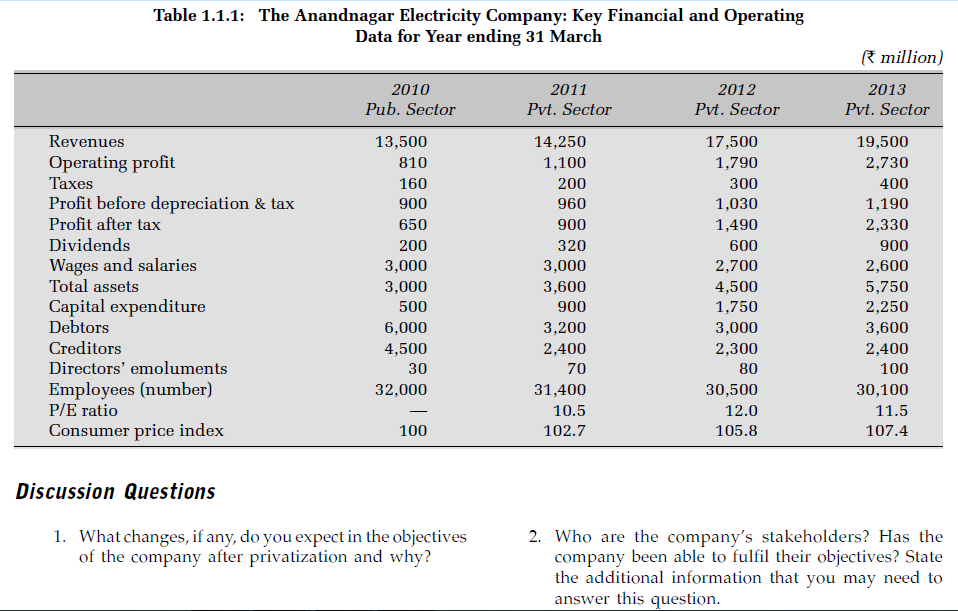 Table 1.1.1: The Anandnagar Electricity Company: Key Financial and Operating
Data for Year ending 31 March
(₹ million)
2010 2011 2012 2013
Pub. Sector Pvt. Sector Pvt. Sector Pvt. Sector
Revenues 13,500 14,250 17,500 19,500
Operating profit 810 1,100 1,790 2,730
Taxes 160 200 300 400
Profit before depreciation & tax 900 960 1,030 1,190
Profit after tax 650 900 1,490 2,330
Dividends 200 320 600 900
Wages and salaries 3,000 3,000 2,700 2,600
Total assets 3,000 3,600 4,500 5,750
Capital expenditure 500 900 1,750 2,250
Debtors 6,000 3,200 3,000 3,600
Creditors 4,500 2,400 2,300 2,400
Directors' emoluments 30 70 80 100
Employees (number) 32,000 31,400 30,500 30,100
P/E ratio — 10.5 12.0 11.5
Consumer price index 100 102.7 105.8 107.4
Discussion Questions
1. What changes, if any, do you expect in the objectives
of the company after privatization and why?
2. Who are the company's stakeholders? Has the
company been able to fulfil their objectives? State
the additional information that you may need to
answer this question.